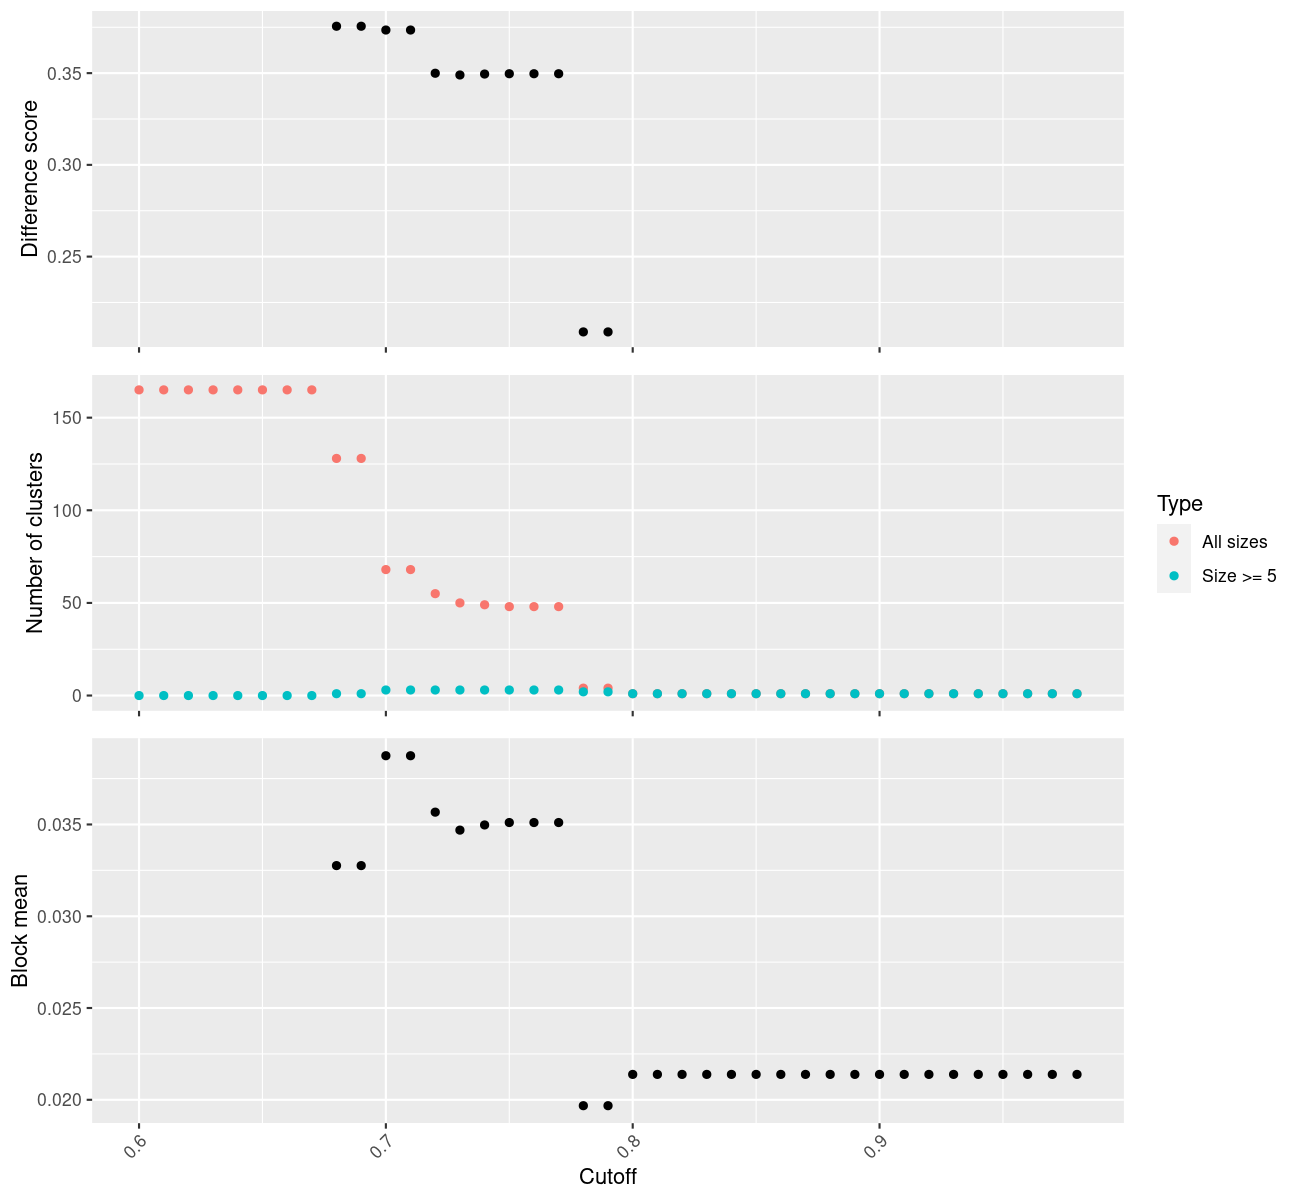 0.35
0.30
0.25
Difference score
150
100
50
0
Number of clusters
Type
All sizes
Size >= 5
0.035
0.030
0.025
0.020
Block mean
0.6
0.7
0.8
0.9
Cutoff